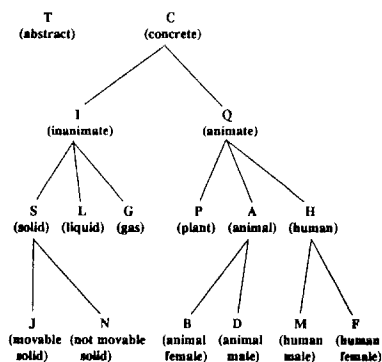 T C
(abstract) (concrete)
I Q
(inanimate) (animate)
S L G P A H
(solid) (liquid) (gas) (plant) (animal) (human)
J N B D M F
(movable (not movable (animal (animal (human (human
solid) solid) female) male) male) female)